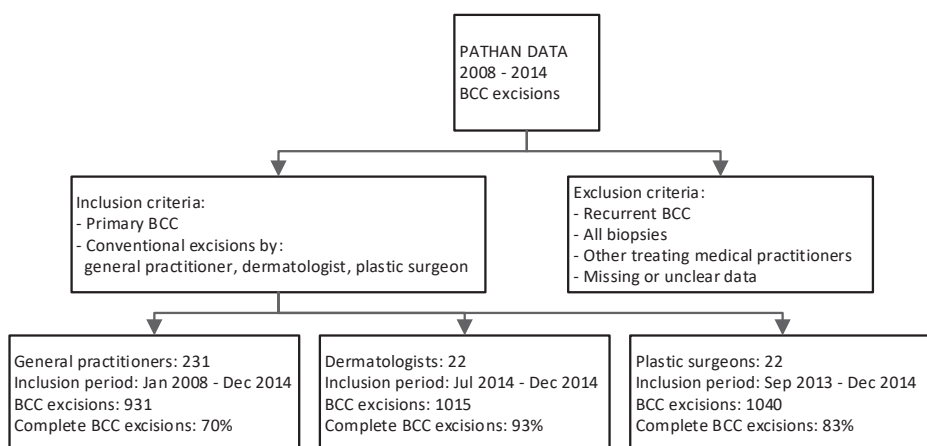 PATHAN DATA
2008 - 2014
BCC excisions
Inclusion criteria:
- Primary BCC
- Conventional excisions by:
general practitioner, dermatologist, plastic surgeon
Exclusion criteria:
- Recurrent BCC
- All biopsies
- Other treating medical practitioners
- Missing or unclear data
General practitioners: 231
Inclusion period: Jan 2008 - Dec 2014
BCC excisions: 931
Complete BCC excisions: 70%
Dermatologists: 22
Inclusion period: Jul 2014 - Dec 2014
BCC excisions: 1015
Complete BCC excisions: 93%
Plastic surgeons: 22
Inclusion period: Sep 2013 - Dec 2014
BCC excisions: 1040
Complete BCC excisions: 83%